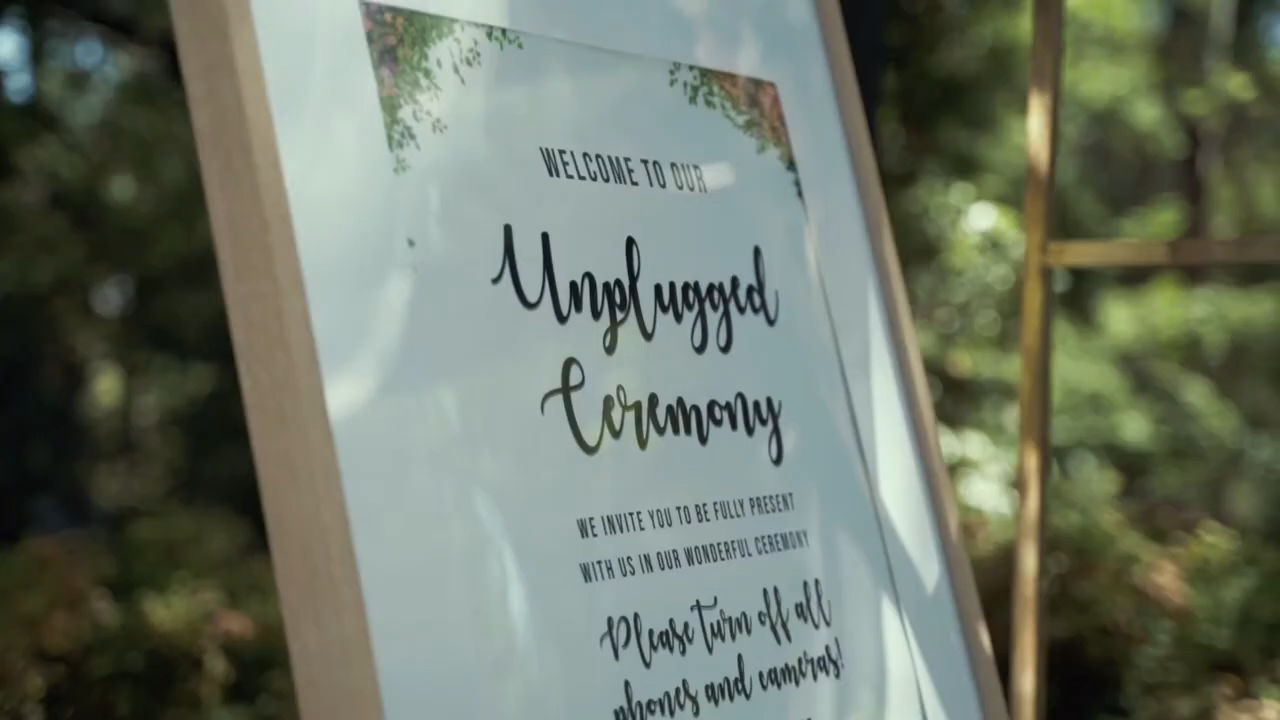 WELCOME TO OUR
Unplugged
Ceremony
WE INVITE YOU TO BE FULLY PRESENT
WITH US IN OUR WONDERFUL CEREMONY
Please turn off all
phones and cameras!